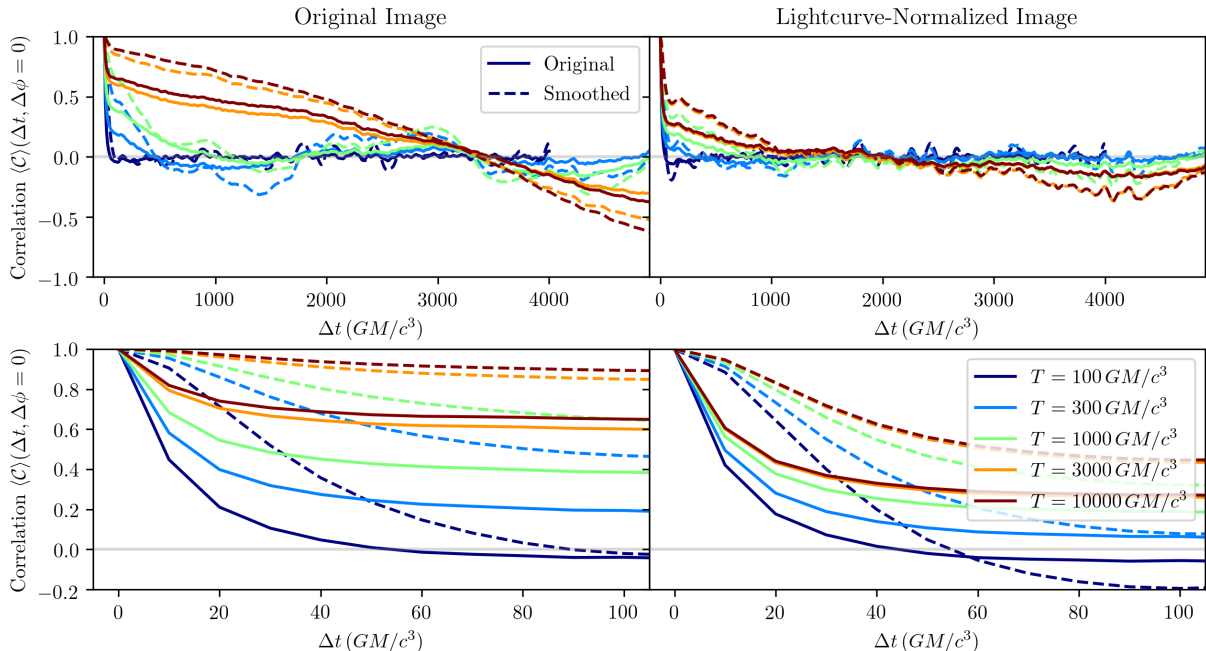 Original Image
Lightcurve-Normalized Image
Correlation ⟨C⟩(Δt, Δϕ = 0)
1.0
0.5
0.0
−0.5
−1.0
Original
Smoothed
0 1000 2000 3000 4000
0 1000 2000 3000 4000
Δt (GM/c³)
Δt (GM/c³)
Correlation ⟨C⟩(Δt, Δϕ = 0)
1.0
0.8
0.6
0.4
0.2
0.0
−0.2
T = 100 GM/c³
T = 300 GM/c³
T = 1000 GM/c³
T = 3000 GM/c³
T = 10000 GM/c³
0 20 40 60 80 100
0 20 40 60 80 100
Δt (GM/c³)
Δt (GM/c³)